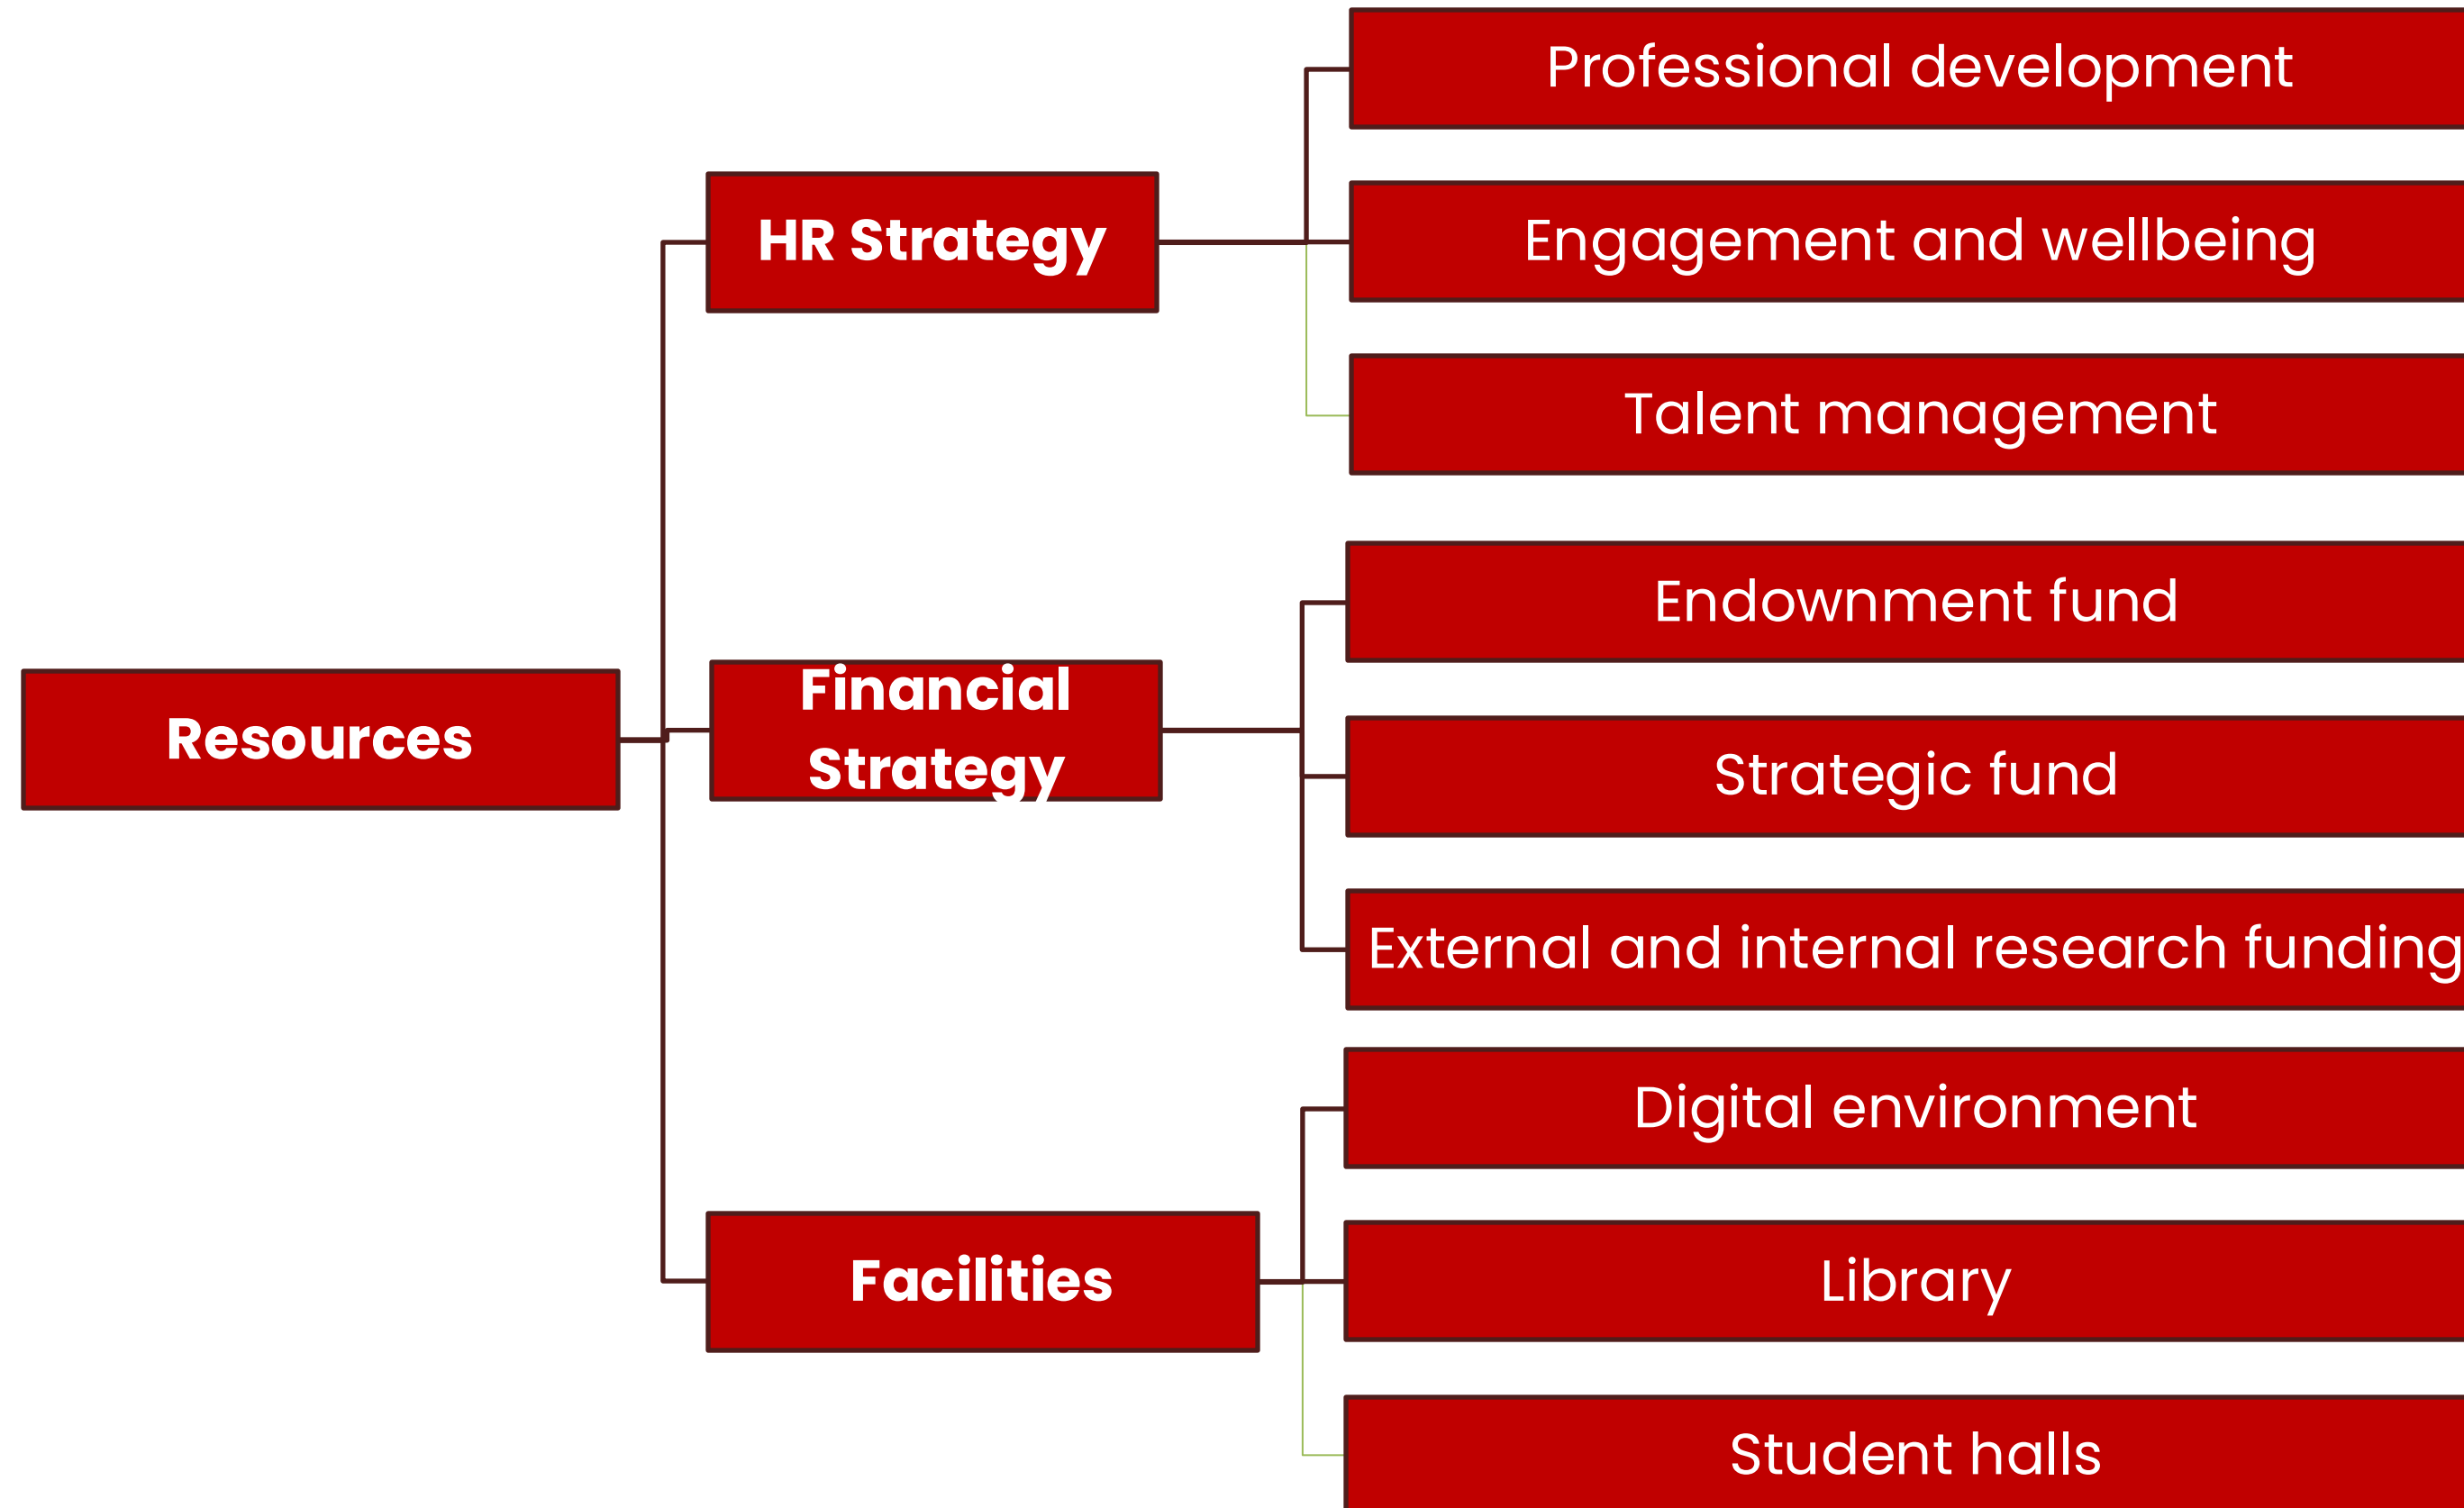 Resources
HR Strategy
Professional development
Engagement and wellbeing
Talent management
Financial
Strategy
Endownment fund
Strategic fund
External and internal research funding
Facilities
Digital environment
Library
Student halls